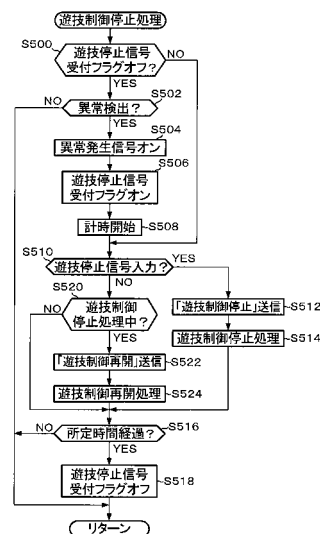 遊技制御停止処理
S500
遊技停止信号
受付フラグオフ?
NO
YES
S502
NO
異常検出?
YES
S504
異常発生信号オン
S506
遊技停止信号
受付フラグオン
計時開始
S508
S510
遊技停止信号入力?
YES
NO
S520
NO
遊技制御
停止処理中?
「遊技制御停止」送信
S512
遊技制御停止処理
S514
YES
「遊技制御再開」送信
S522
遊技制御再開処理
S524
所定時間経過?
S516
NO
YES
遊技停止信号
受付フラグオフ
S518
リターン